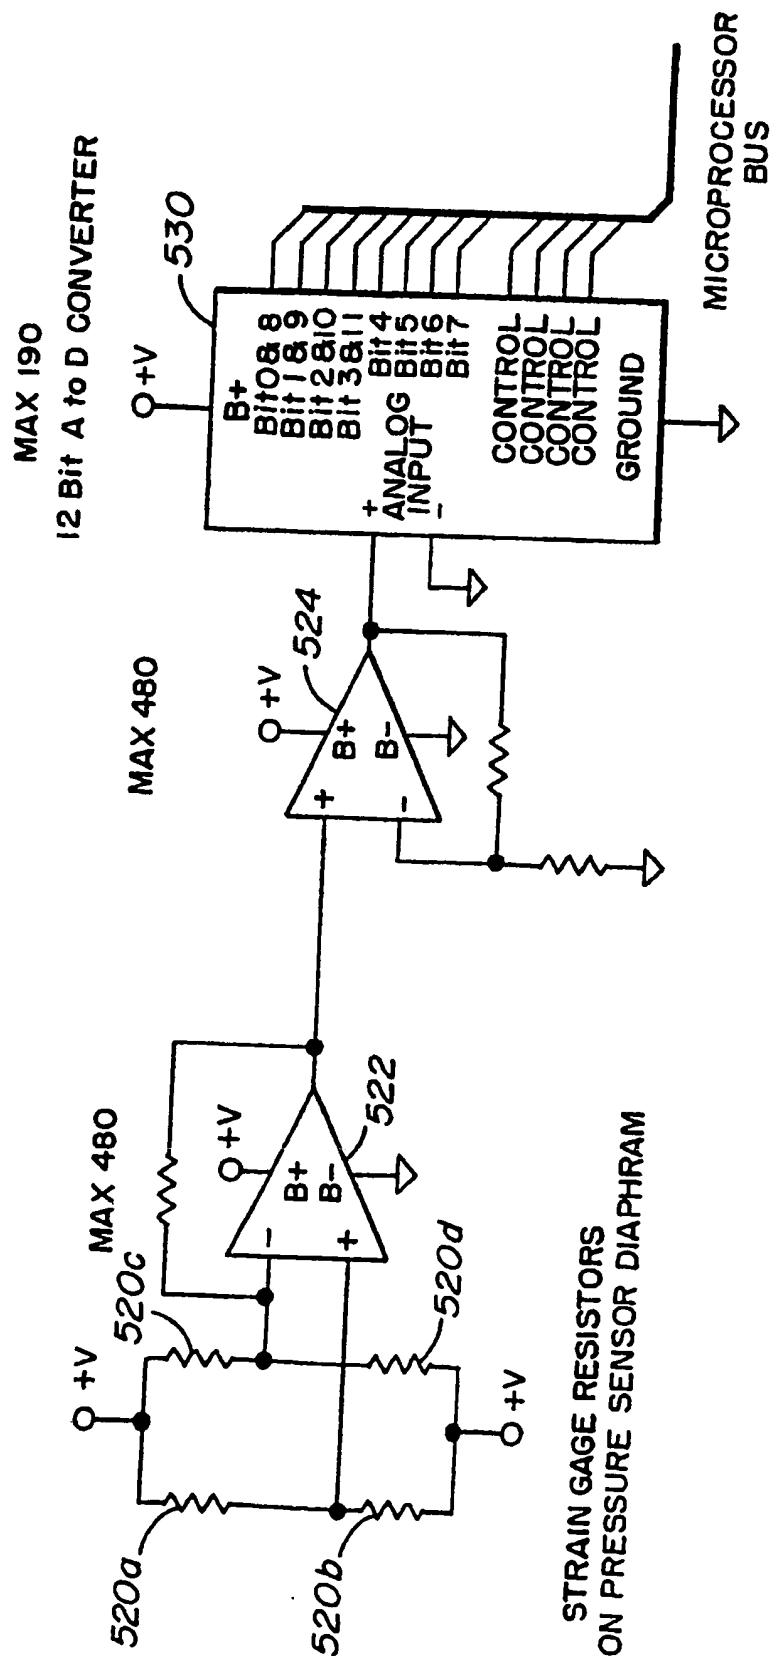 MAX 190
12 Bit A to D CONVERTER
+V
530
B+
Bit 0 & 8
Bit 1 & 9
Bit 2 & 10
Bit 3 & 11
Bit 4
Bit 5
Bit 6
Bit 7
+
ANALOG
INPUT
-
CONTROL
CONTROL
CONTROL
CONTROL
GROUND
MICROPROCESSOR
BUS
MAX 480
+V
524
B+
B-
+
-
MAX 480
+V
522
B+
B-
-
+
+V
520c
520d
520a
520b
+V
STRAIN GAGE RESISTORS
ON PRESSURE SENSOR DIAPHRAM